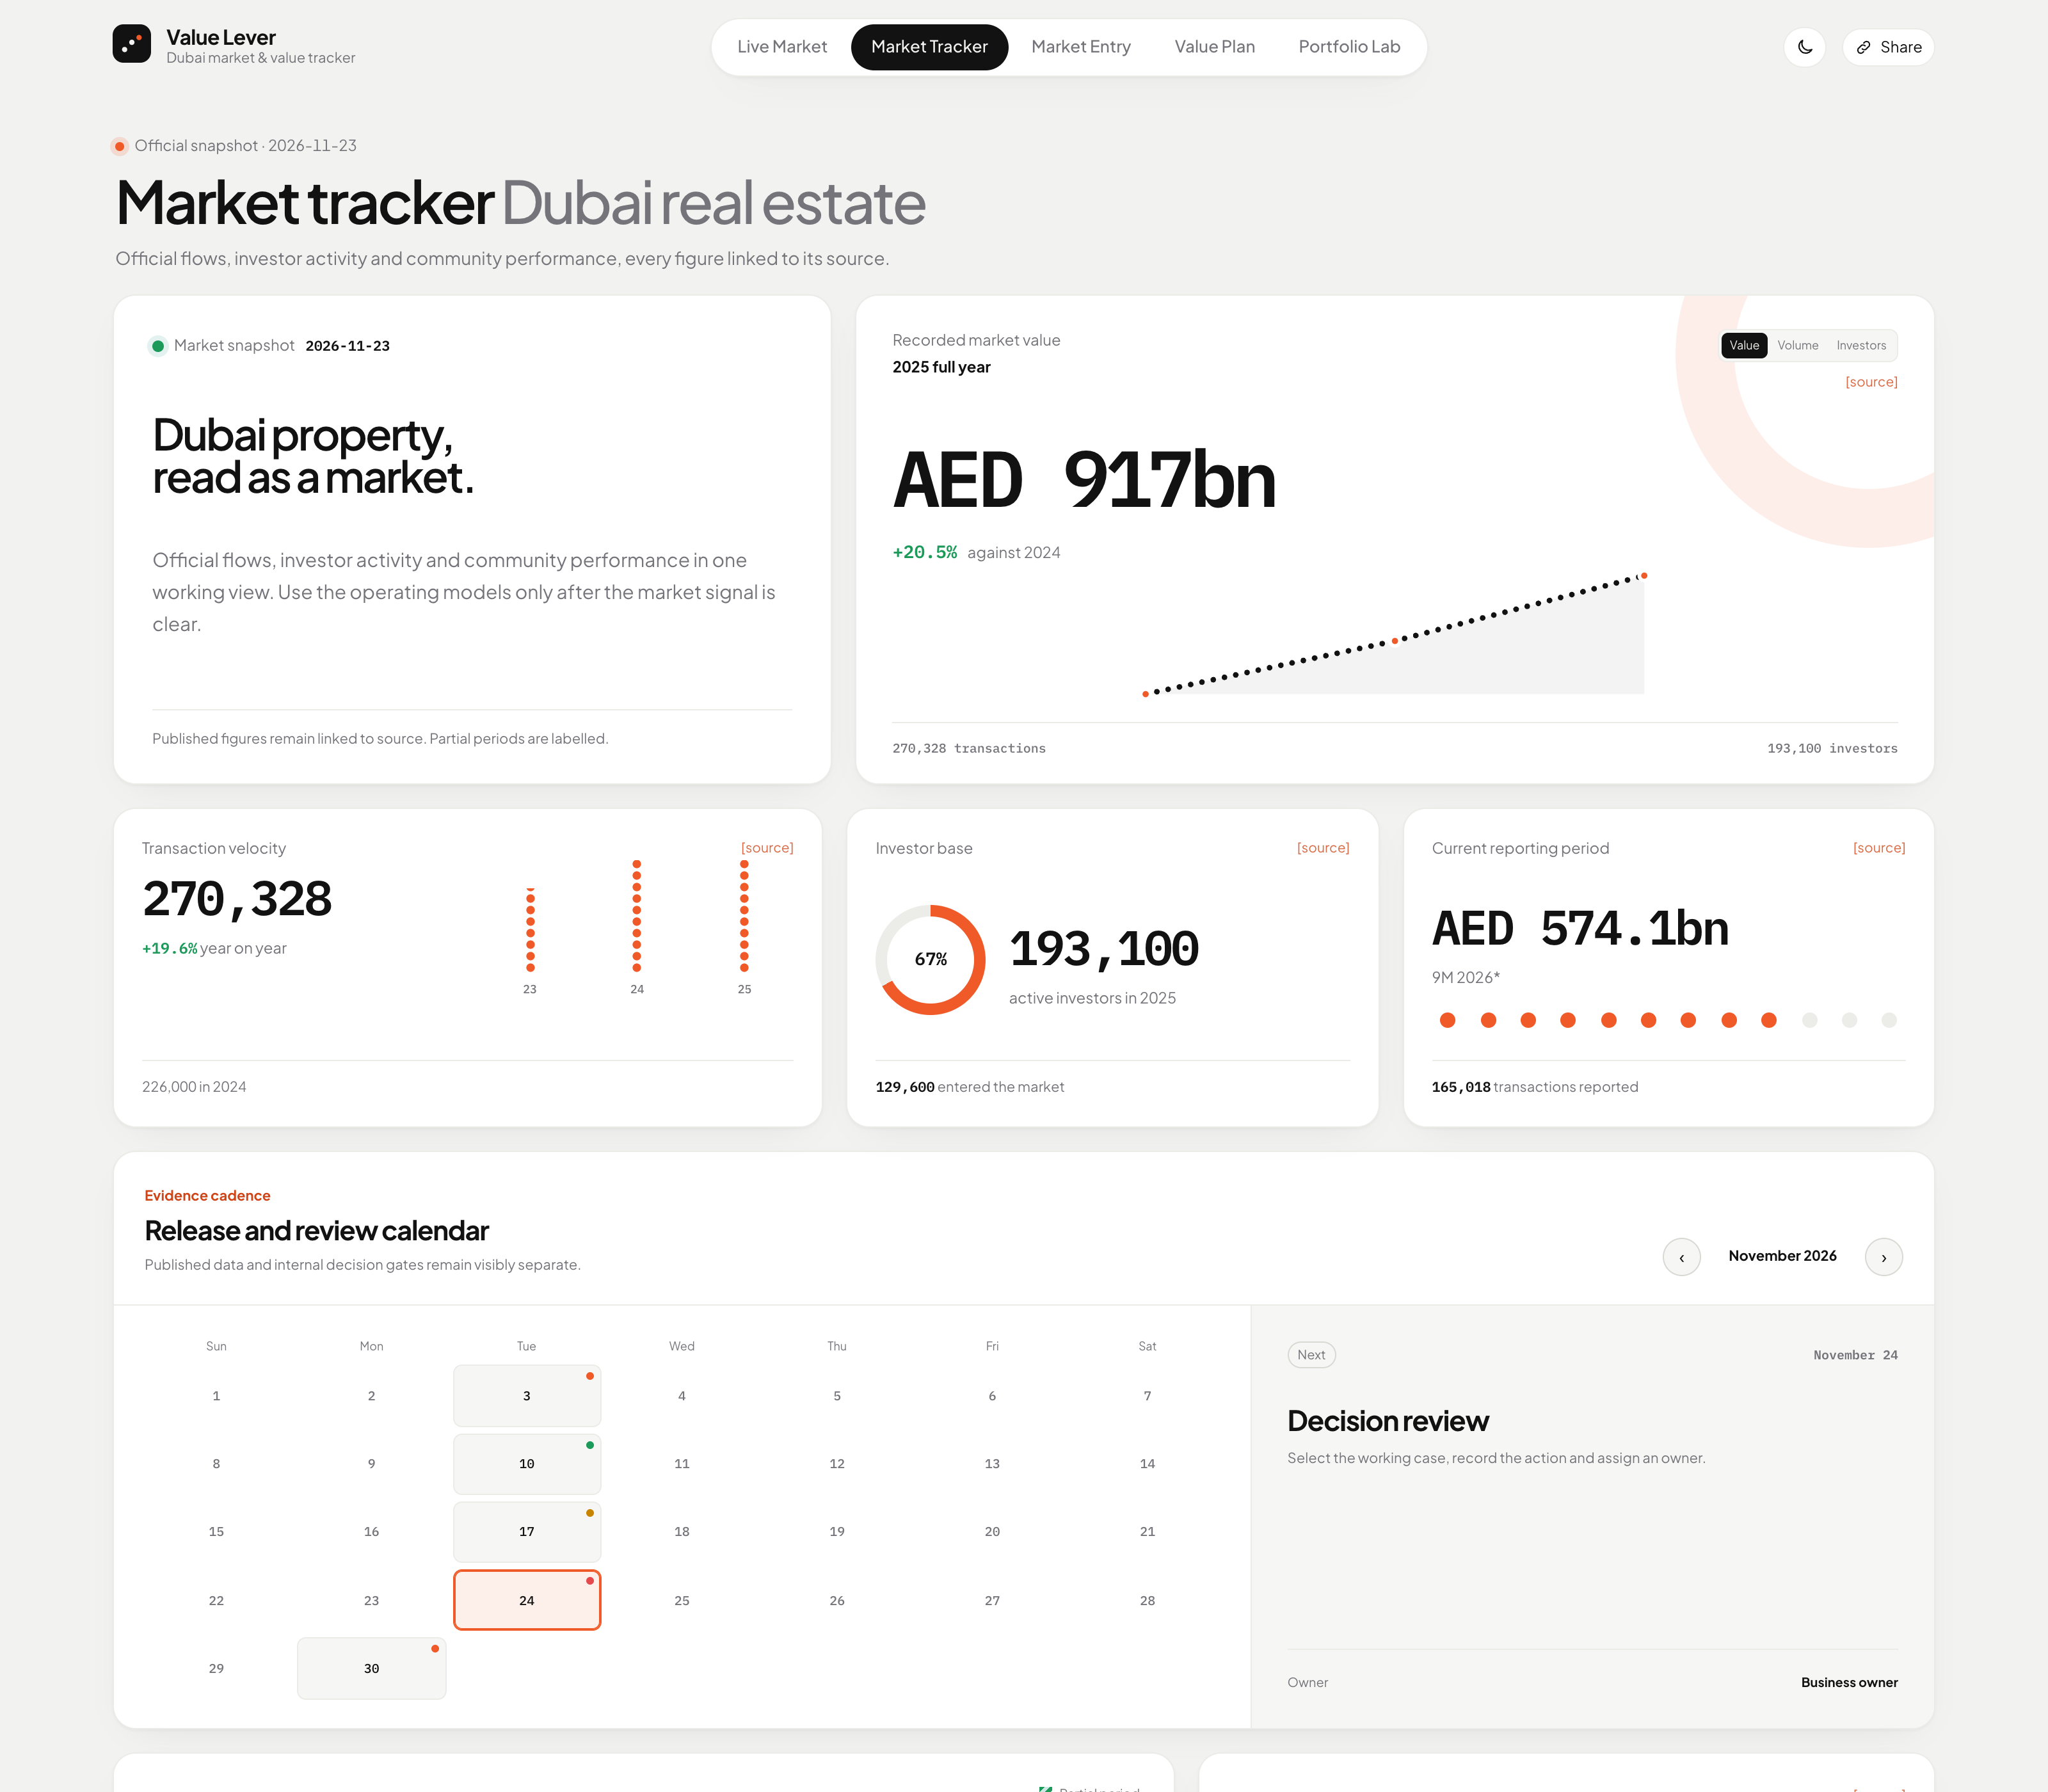 Value Lever
Dubai market & value tracker
Live Market
Market Tracker
Market Entry
Value Plan
Portfolio Lab
Share
Official snapshot · 2026-11-23
Market tracker Dubai real estate
Official flows, investor activity and community performance, every figure linked to its source.
Market snapshot 2026-11-23
Dubai property,
read as a market.
Official flows, investor activity and community performance in one
working view. Use the operating models only after the market signal is
clear.
Published figures remain linked to source. Partial periods are labelled.
Recorded market value
2025 full year
Value Volume Investors
[source]
AED 917bn
+20.5% against 2024
270,328 transactions
193,100 investors
Transaction velocity
[source]
270,328
+19.6% year on year
23 24 25
226,000 in 2024
Investor base
[source]
67%
193,100
active investors in 2025
129,600 entered the market
Current reporting period
[source]
AED 574.1bn
9M 2026*
165,018 transactions reported
Evidence cadence
Release and review calendar
Published data and internal decision gates remain visibly separate.
‹ November 2026 ›
Sun Mon Tue Wed Thu Fri Sat
1 2 3 4 5 6 7
8 9 10 11 12 13 14
15 16 17 18 19 20 21
22 23 24 25 26 27 28
29 30
Next
November 24
Decision review
Select the working case, record the action and assign an owner.
Owner
Business owner